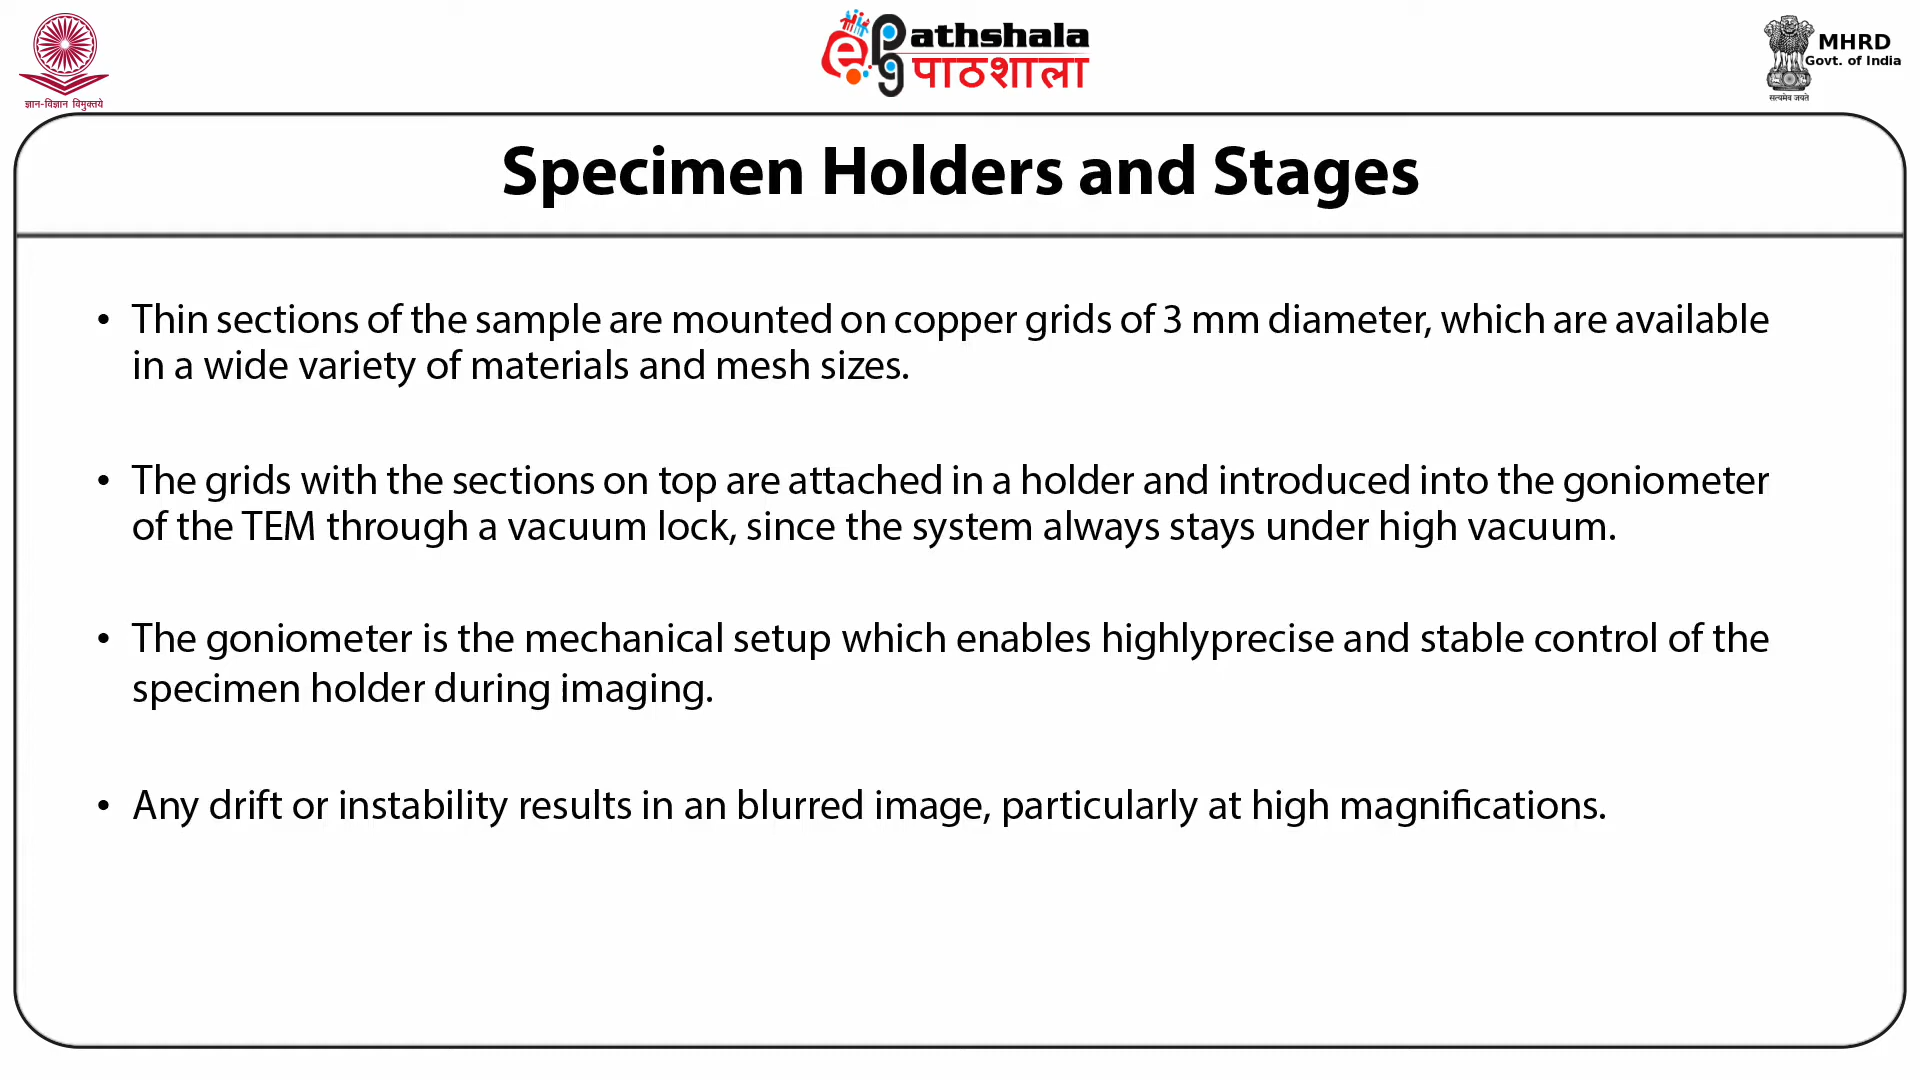 ज्ञान-विज्ञान विमुक्तये
e Pg athshala
पाठशाला
MHRD
Govt. of India
सत्यमेव जयते
Specimen Holders and Stages
• Thin sections of the sample are mounted on copper grids of 3 mm diameter, which are available
in a wide variety of materials and mesh sizes.
• The grids with the sections on top are attached in a holder and introduced into the goniometer
of the TEM through a vacuum lock, since the system always stays under high vacuum.
• The goniometer is the mechanical setup which enables highlyprecise and stable control of the
specimen holder during imaging.
• Any drift or instability results in an blurred image, particularly at high magnifications.